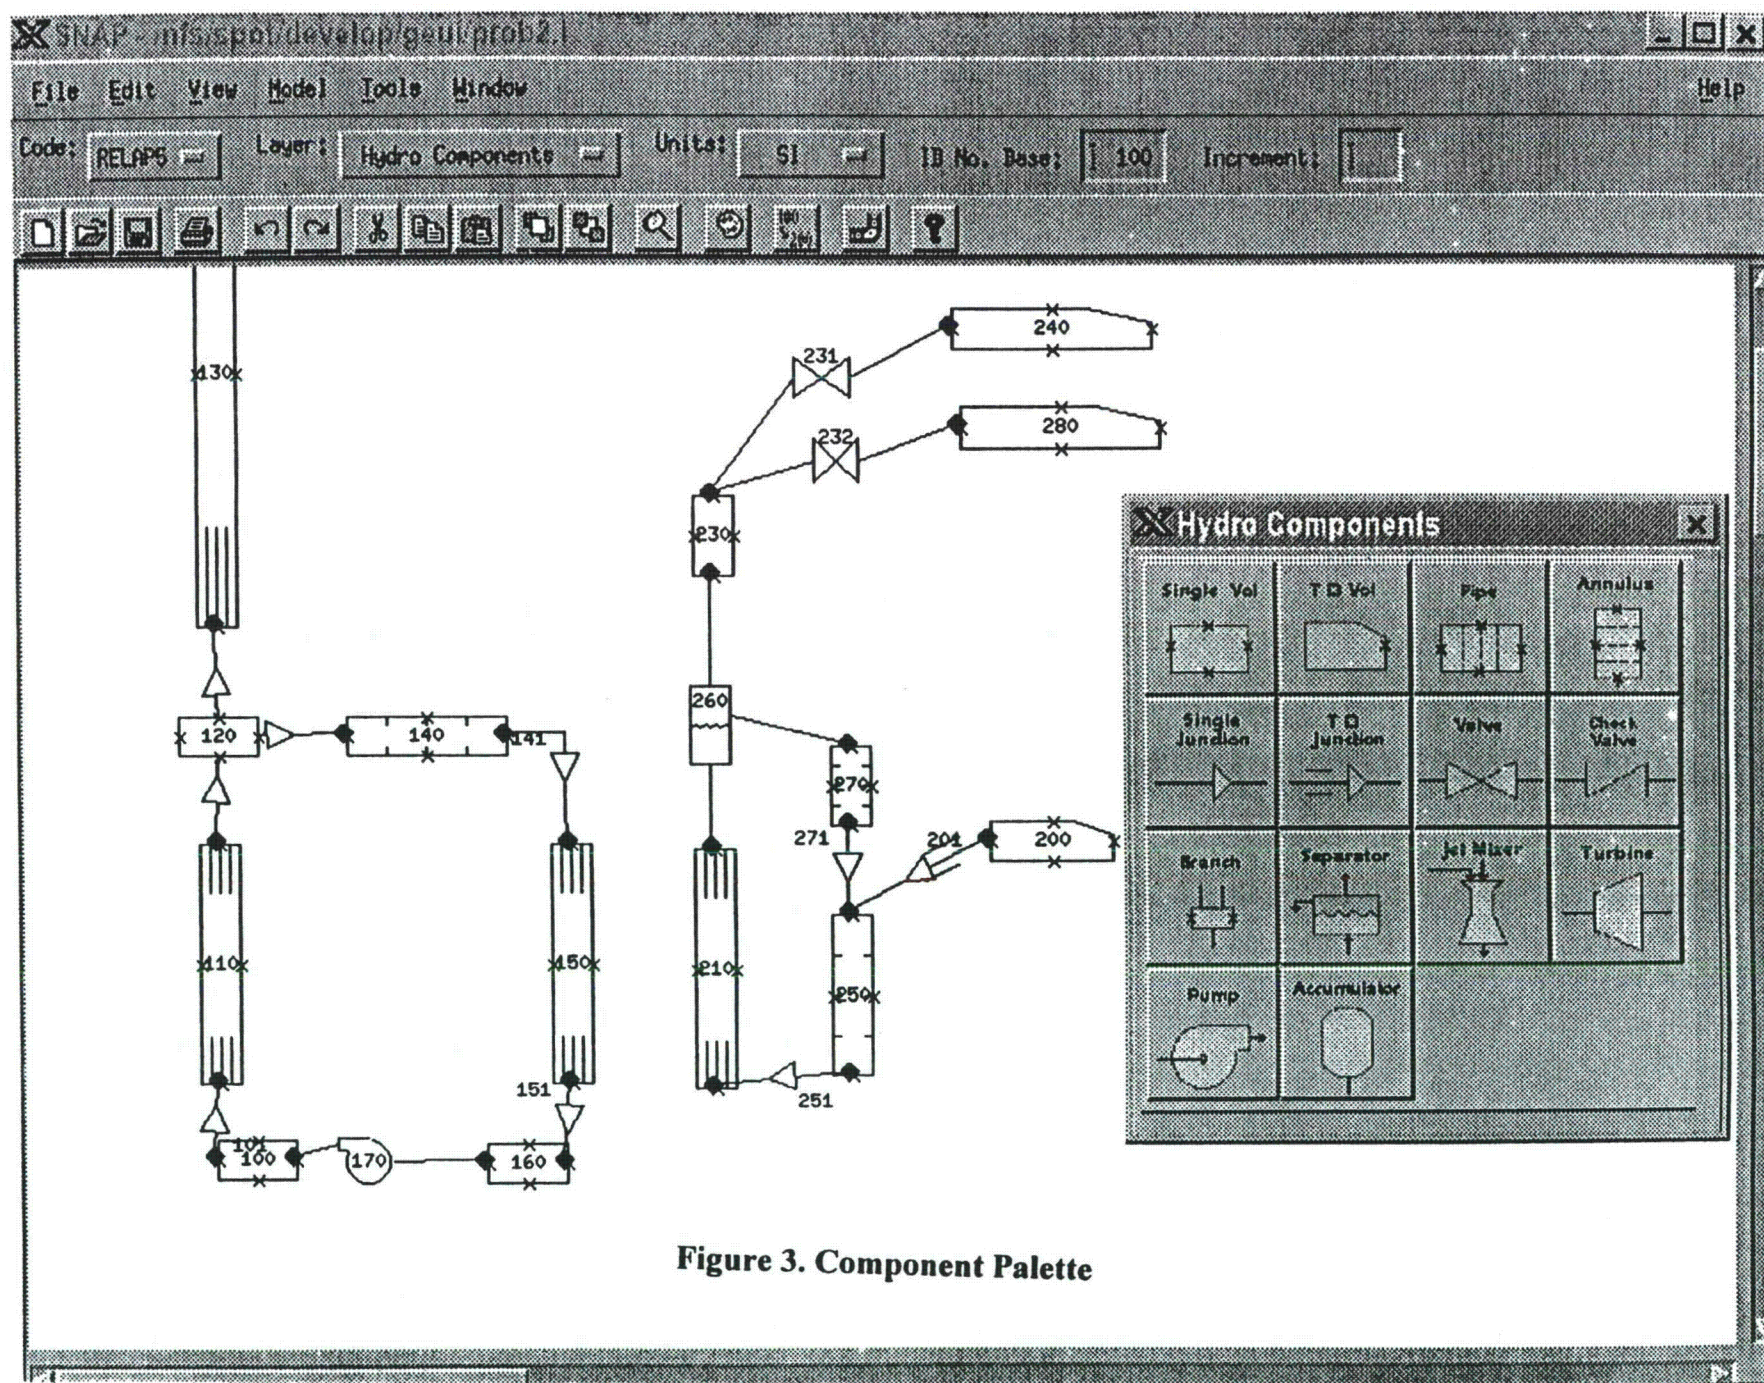 SNAP - /nfs/spot/develop/geul/prob2.i
File Edit View Model Tools Window Help
Code: RELAP5 Layer: Hydro Components Units: SI ID No. Base: 100 Increment:
240
231
130
280
232
230
Hydro Components
Single Vol T D Vol Pipe Annulus
260
120 140 141
Single Junction T D Junction Valve Check Valve
270
271 201 200
Branch Separator Jet Mixer Turbine
110 150 210 250
Pump Accumulator
151 251
101
100 170 160
Figure 3. Component Palette